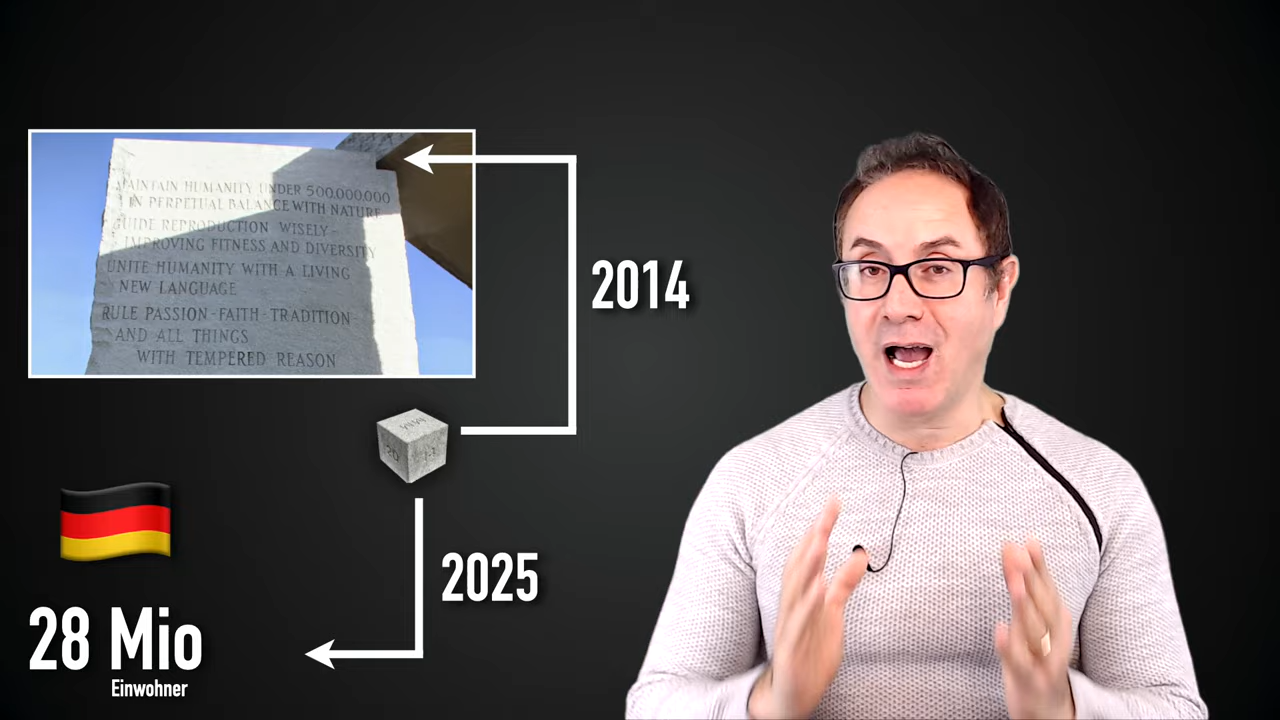 MAINTAIN HUMANITY UNDER 500,000,000
IN PERPETUAL BALANCE WITH NATURE
GUIDE REPRODUCTION WISELY -
IMPROVING FITNESS AND DIVERSITY
UNITE HUMANITY WITH A LIVING
NEW LANGUAGE
RULE PASSION - FAITH - TRADITION
AND ALL THINGS
WITH TEMPERED REASON
2014
20
2025
28 Mio
Einwohner